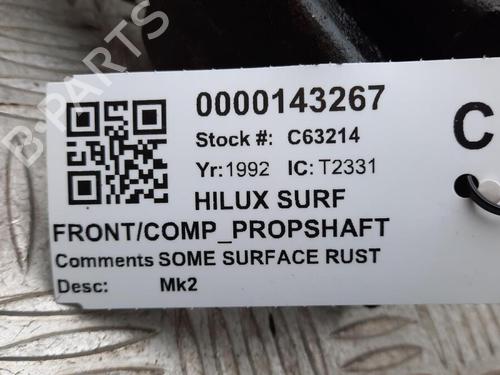 0000143267
Stock #: C63214
C
Yr:1992 IC: T2331
HILUX SURF
FRONT/COMP_PROPSHAFT
Comments SOME SURFACE RUST
Desc: Mk2
B-PARTS